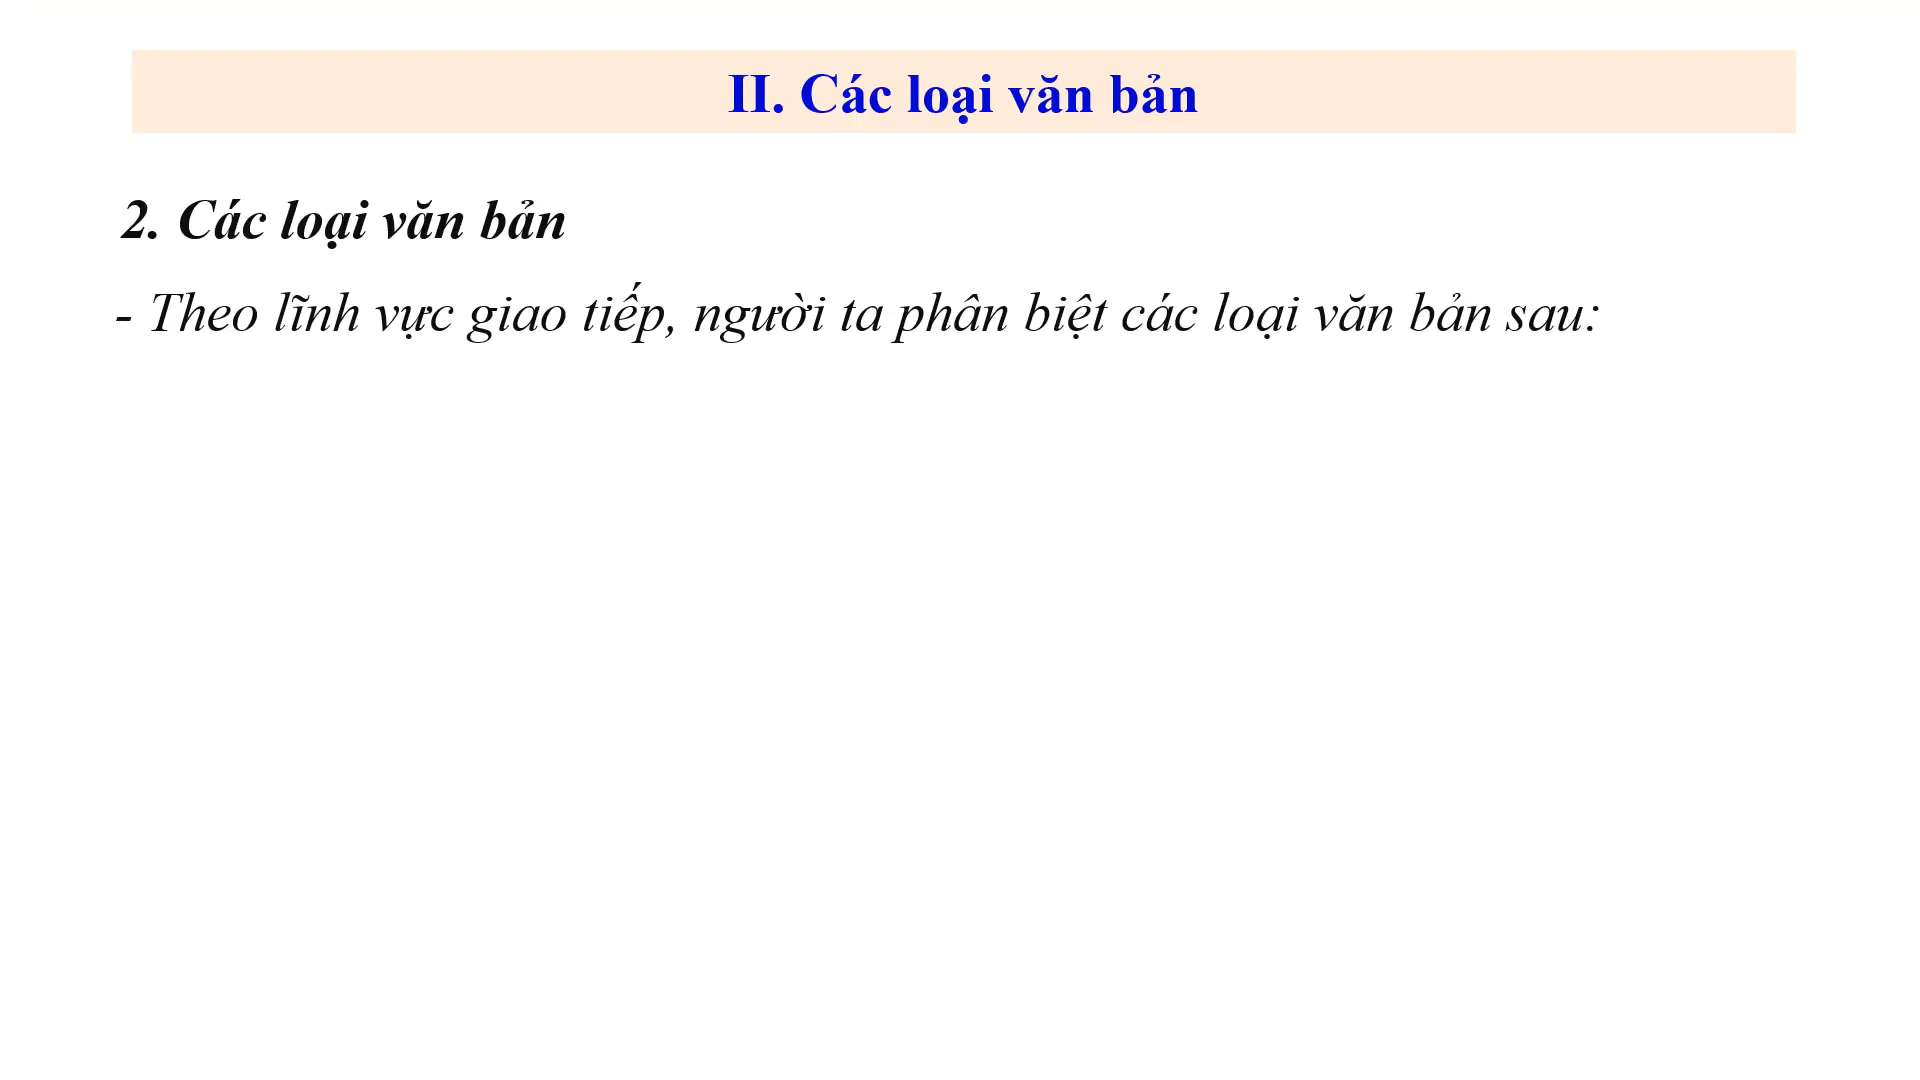 II. Các loại văn bản
2. Các loại văn bản
- Theo lĩnh vực giao tiếp, người ta phân biệt các loại văn bản sau: